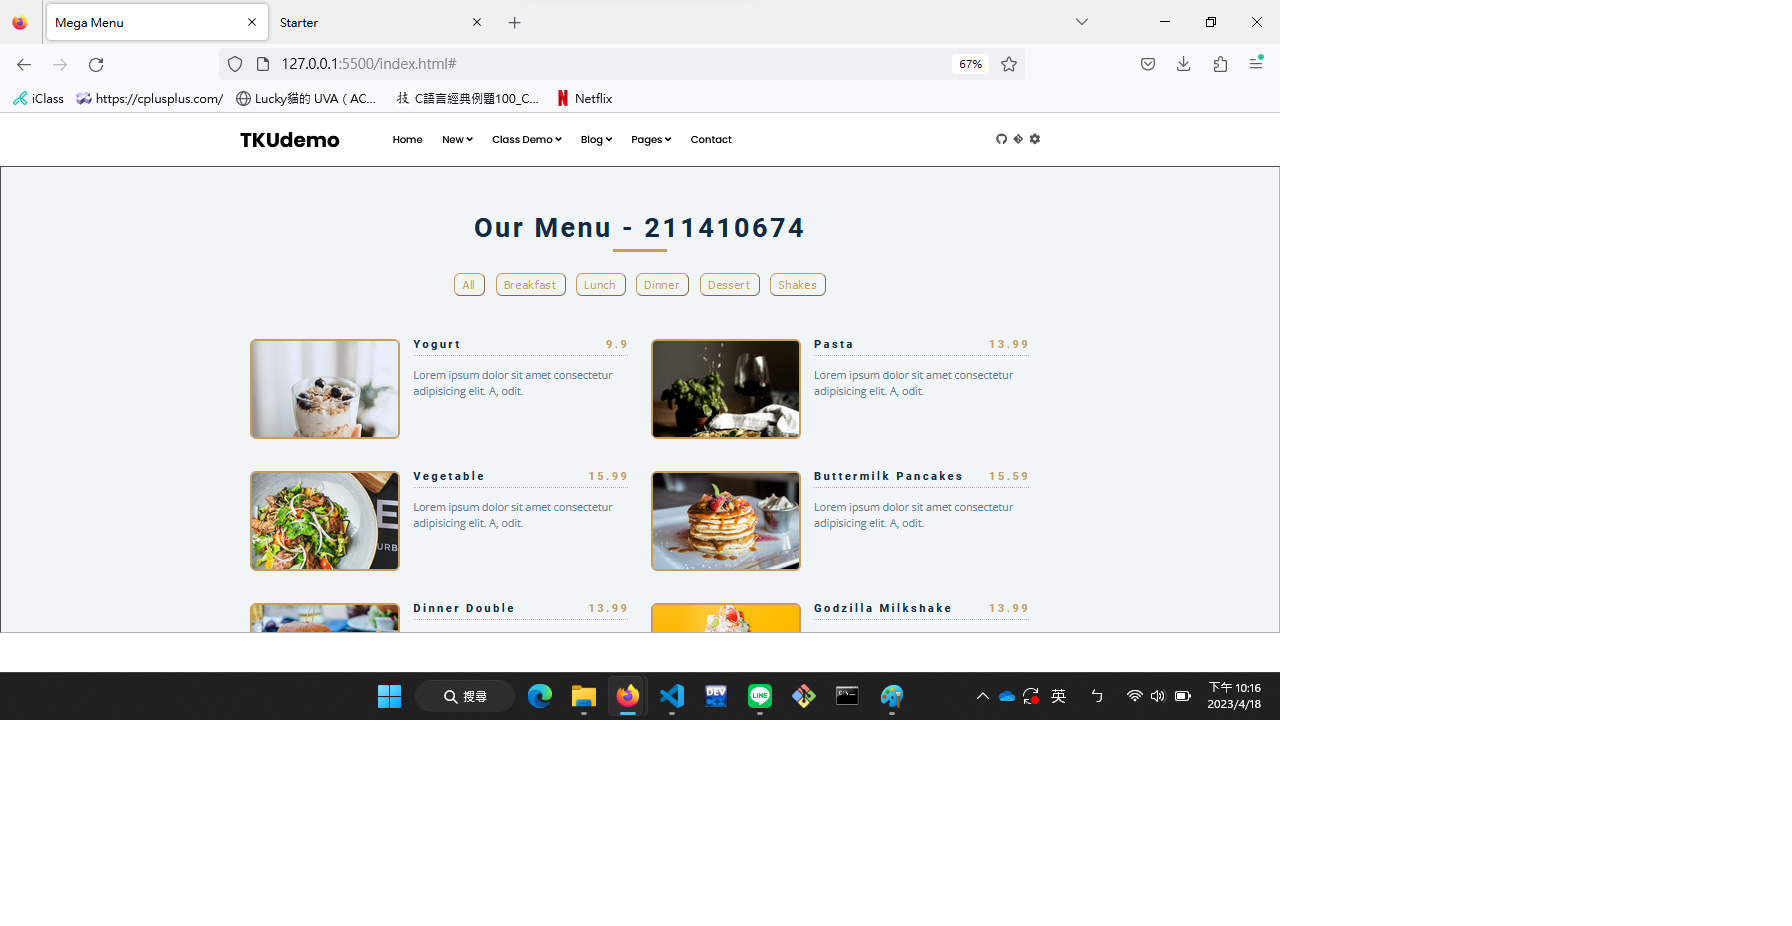 Mega Menu
Starter
127.0.0.1:5500/index.html#
67%
iClass
https://cplusplus.com/
Lucky貓的 UVA ( AC...
技
C語言經典例題100_C...
Netflix
TKUdemo
Home
New
Class Demo
Blog
Pages
Contact
Our Menu - 211410674
All
Breakfast
Lunch
Dinner
Dessert
Shakes
Yogurt 9.9
Lorem ipsum dolor sit amet consectetur
adipisicing elit. A, odit.
Pasta 13.99
Lorem ipsum dolor sit amet consectetur
adipisicing elit. A, odit.
Vegetable 15.99
Lorem ipsum dolor sit amet consectetur
adipisicing elit. A, odit.
E
URB
Buttermilk Pancakes 15.59
Lorem ipsum dolor sit amet consectetur
adipisicing elit. A, odit.
Dinner Double 13.99
Godzilla Milkshake 13.99
搜尋
DEV
C++
LINE
英
ㄅ
下午 10:16
2023/4/18